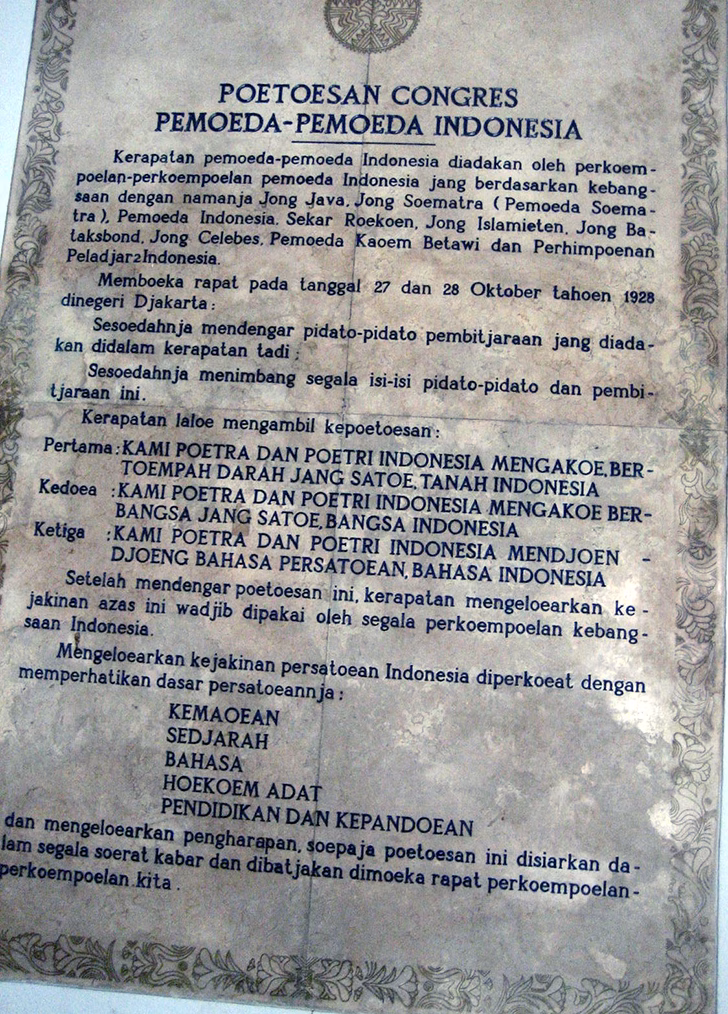 POETOESAN CONGRES
PEMOEDA-PEMOEDA INDONESIA
Kerapatan pemoeda-pemoeda Indonesia diadakan oleh perkoem-
poelan-perkoempoelan pemoeda Indonesia jang berdasarkan kebang-
saan dengan namanja Jong Java, Jong Soematra ( Pemoeda Soema-
tra ), Pemoeda Indonesia. Sekar Roekoen, Jong Islamieten, Jong Ba-
taksbond, Jong Celebes, Pemoeda Kaoem Betawi dan Perhimpoenan
Peladjar2Indonesia.
Memboeka rapat pada tanggal 27 dan 28 Oktober tahoen 1928
dinegeri Djakarta :
Sesoedahnja mendengar pidato-pidato pembitjaraan jang diada-
kan didalam kerapatan tadi ;
Sesoedahnja menimbang segala isi-isi pidato-pidato dan pembi-
tjaraan ini.
Kerapatan laloe mengambil kepoetoesan :
Pertama : KAMI POETRA DAN POETRI INDONESIA MENGAKOE, BER-
TOEMPAH DARAH JANG SATOE, TANAH INDONESIA
Kedoea : KAMI POETRA DAN POETRI INDONESIA MENGAKOE BER-
BANGSA JANG SATOE, BANGSA INDONESIA
Ketiga : KAMI POETRA DAN POETRI INDONESIA MENDJOEN -
DJOENG BAHASA PERSATOEAN, BAHASA INDONESIA
Setelah mendengar poetoesan ini, kerapatan mengeloearkan ke -
jakinan azas ini wadjib dipakai oleh segala perkoempoelan kebang-
saan Indonesia.
Mengeloearkan kejakinan persatoean Indonesia diperkoeat dengan
memperhatikan dasar persatoeannja :
KEMAOEAN
SEDJARAH
BAHASA
HOEKOEM ADAT
PENDIDIKAN DAN KEPANDOEAN
dan mengeloearkan pengharapan, soepaja poetoesan ini disiarkan da-
lam segala soerat kabar dan dibatjakan dimoeka rapat perkoempoelan-
perkoempoelan kita .